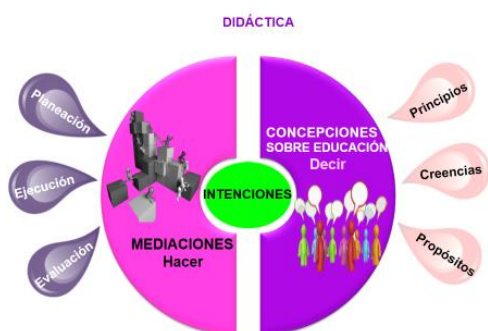 DIDÁCTICA
Planeación
Ejecución
Evaluación
MEDIACIONES
Hacer
INTENCIONES
CONCEPCIONES
SOBRE EDUCACIÓN
Decir
Principios
Creencias
Propósitos